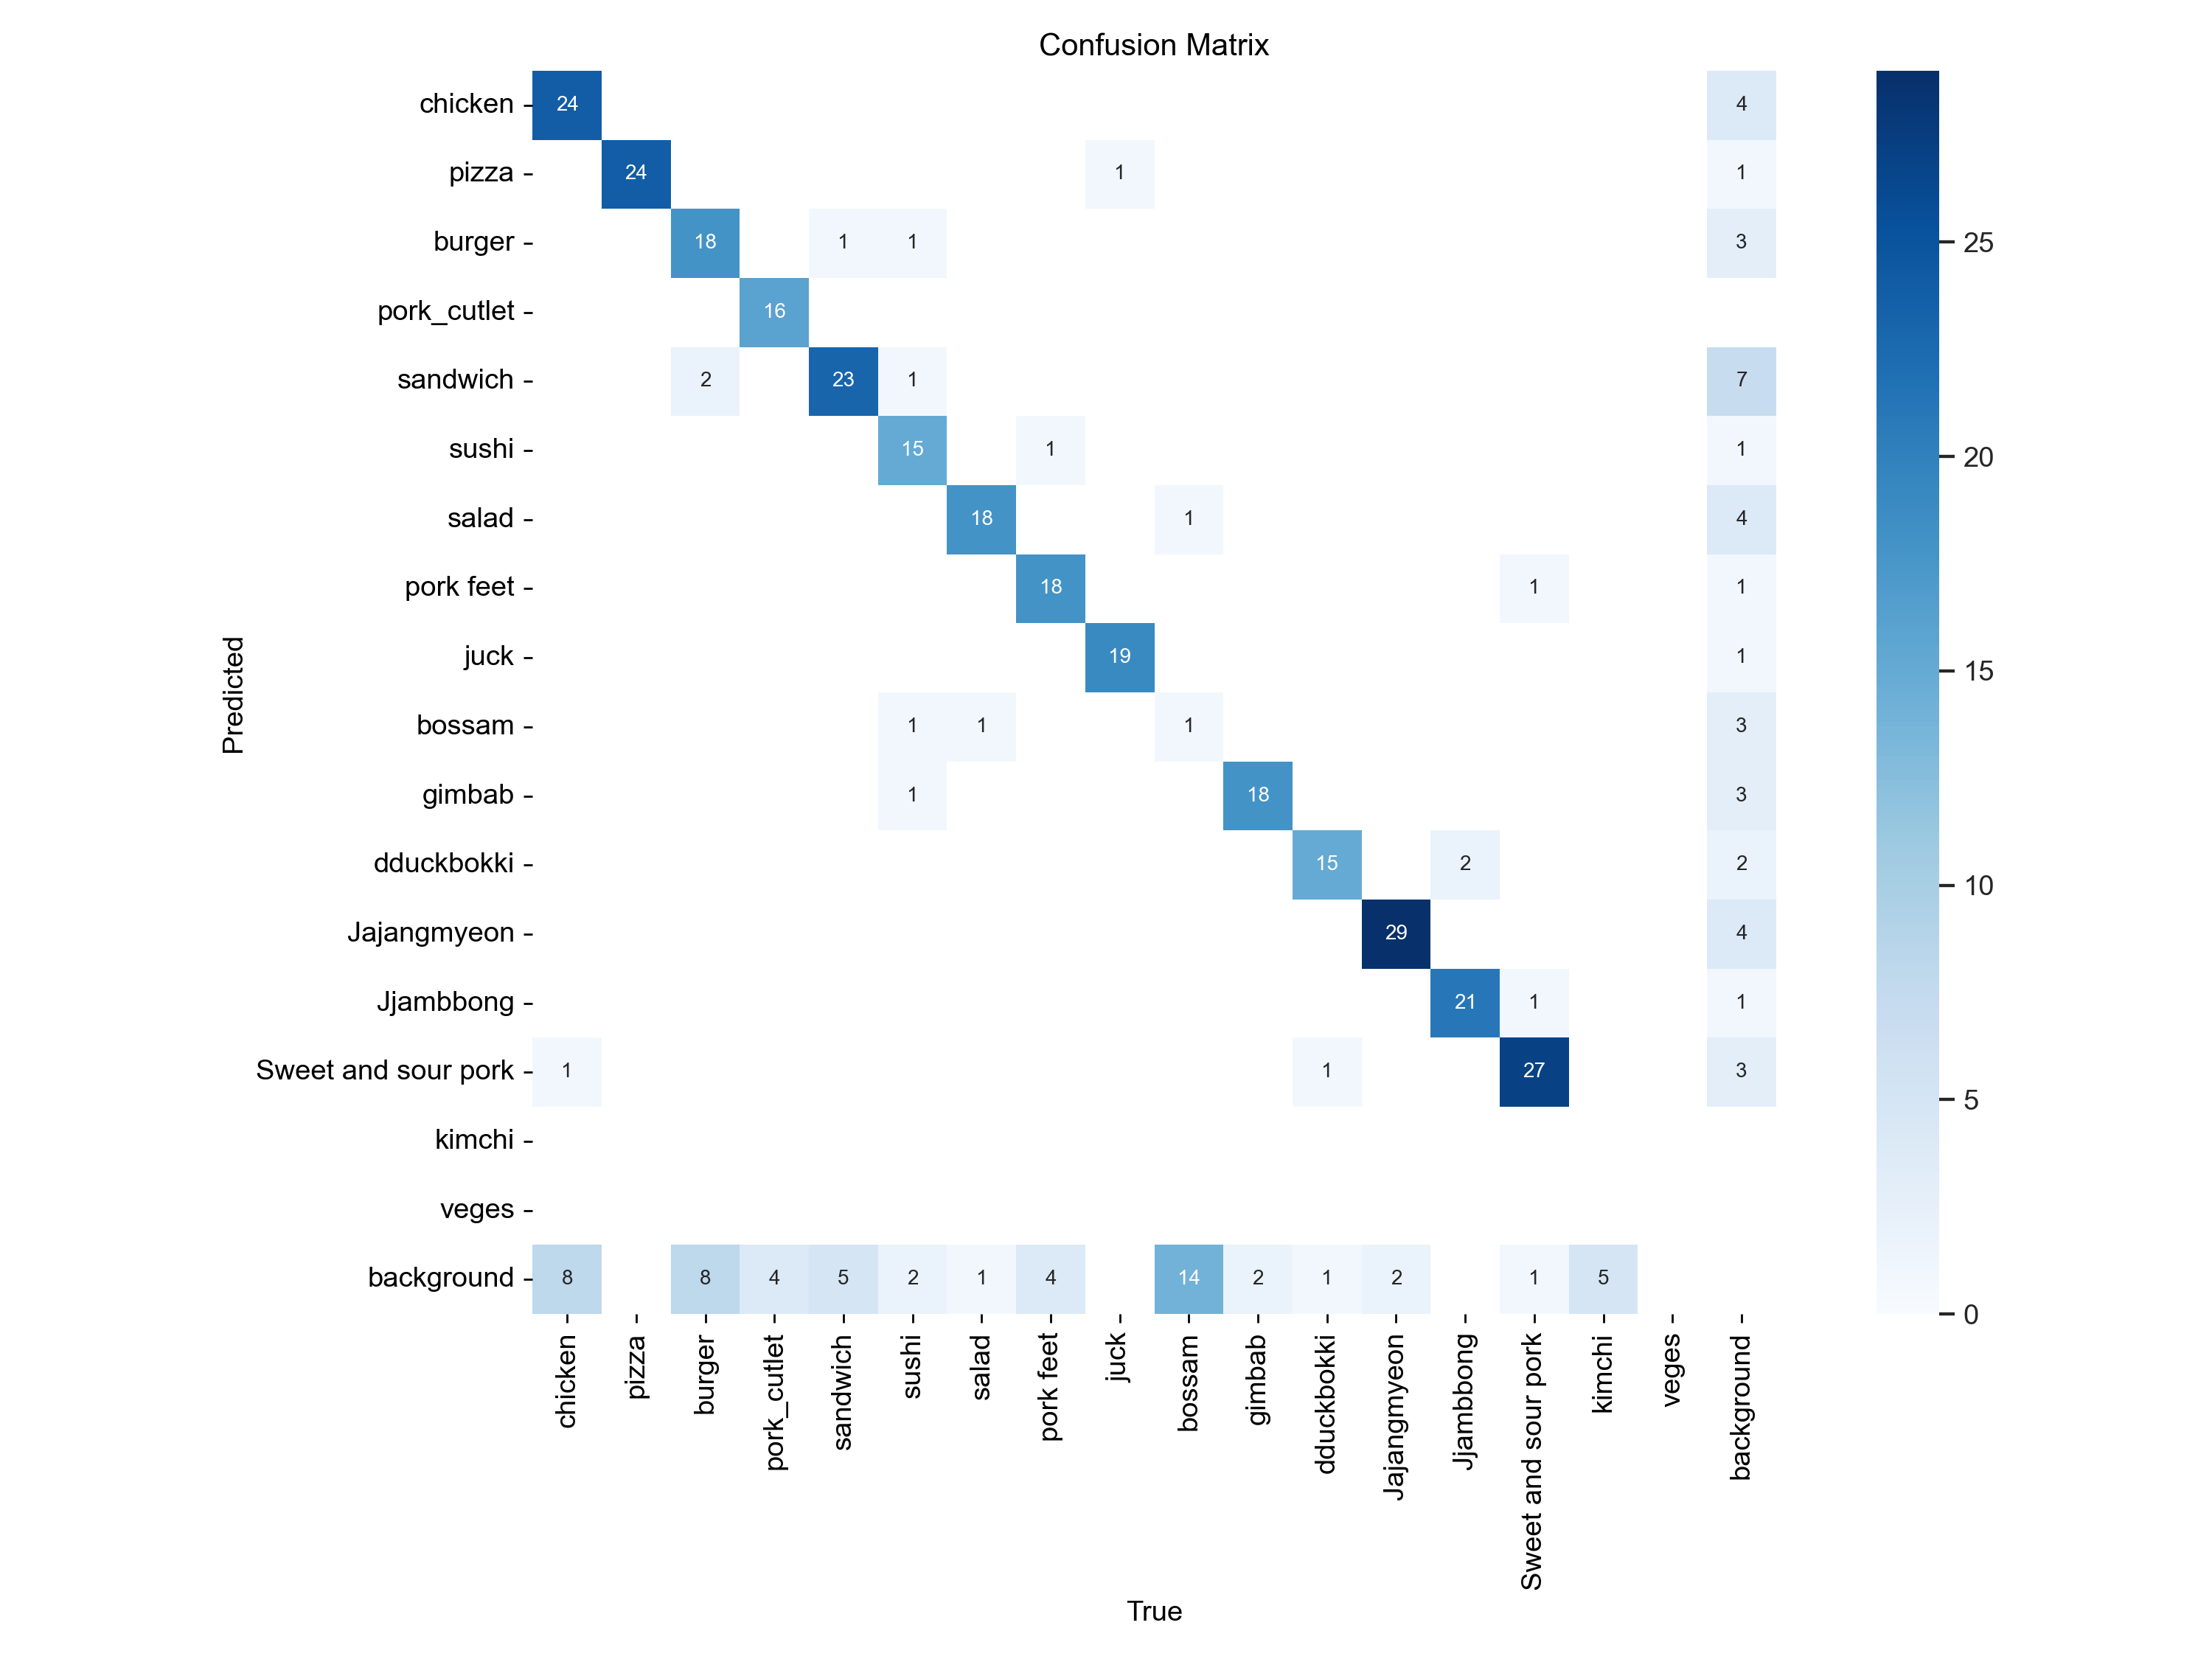 Confusion Matrix
chicken 24 4
pizza 24 1 1
burger 18 1 1 3
pork_cutlet 16
sandwich 2 23 1 7
sushi 15 1 1
salad 18 1 4
pork feet 18 1 1
juck 19 1
bossam 1 1 1 3
gimbab 1 18 3
dduckbokki 15 2 2
Jajangmyeon 29 4
Jjambbong 21 1 1
Sweet and sour pork 1 1 27 3
kimchi
veges
background 8 8 4 5 2 1 4 14 2 1 2 1 5
chicken
pizza
burger
pork_cutlet
sandwich
sushi
salad
pork feet
juck
bossam
gimbab
dduckbokki
Jajangmyeon
Jjambbong
Sweet and sour pork
kimchi
veges
background
True
Predicted
25
20
15
10
5
0